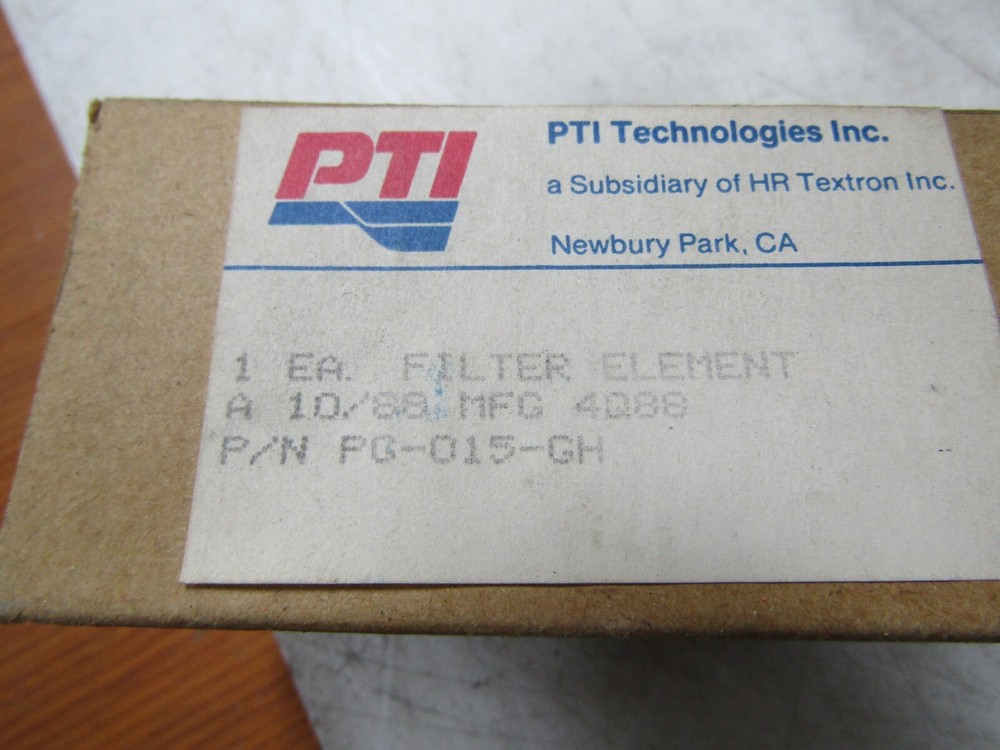 PTI
PTI Technologies Inc.
a Subsidiary of HR Textron Inc.
Newbury Park, CA
1 EA. FILTER ELEMENT
A 10/88 MFG 4Q88
P/N PG-015-GH